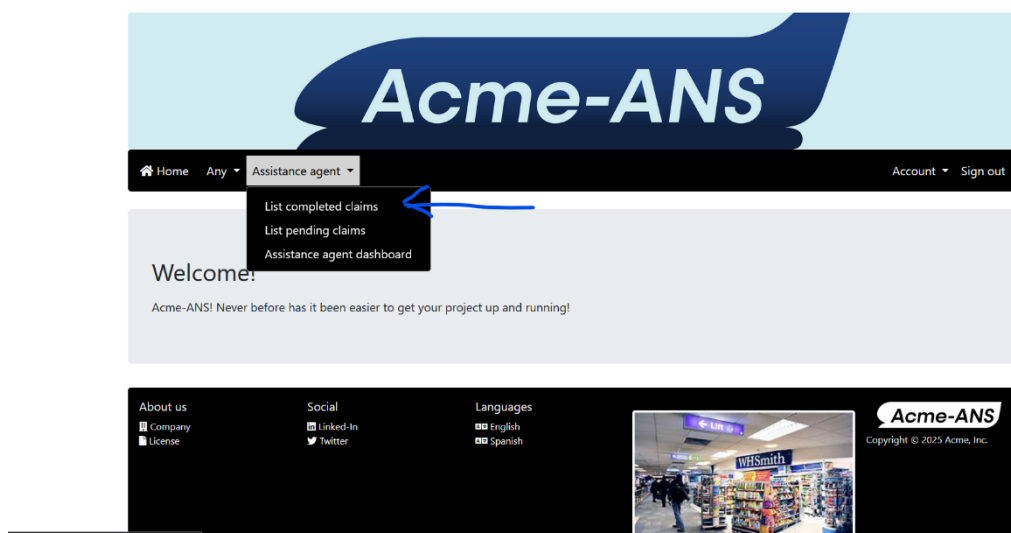 Acme-ANS
Home Any Assistance agent Account Sign out
List completed claims
List pending claims
Assistance agent dashboard
Welcome!
Acme-ANS! Never before has it been easier to get your project up and running!
About us
Company
License
Social
Linked-In
Twitter
Languages
English
Spanish
Lift
WHSmith
Acme-ANS
Copyright © 2025 Acme, Inc.